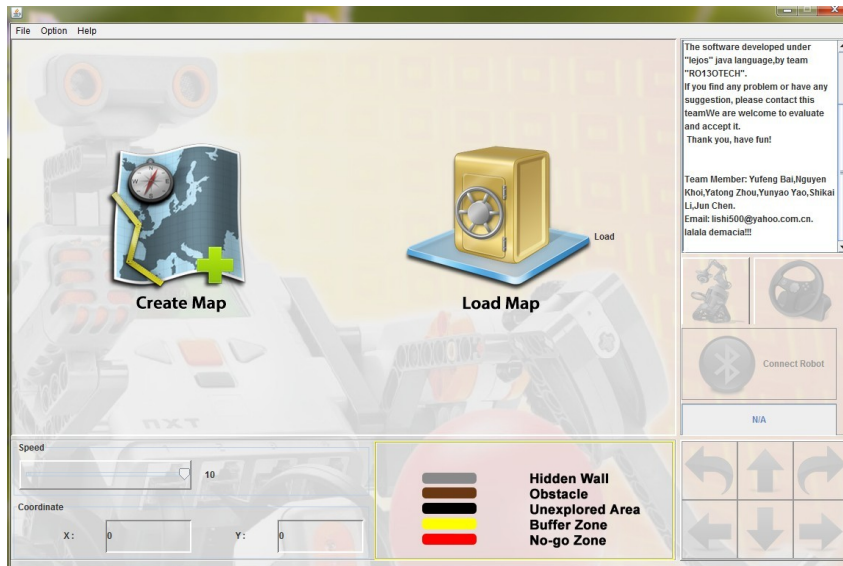 File Option Help
The software developed under
"lejos" java language,by team
"RO13OTECH".
If you find any problem or have any
suggestion, please contact this
teamWe are welcome to evaluate
and accept it.
Thank you, have fun!
Team Member: Yufeng Bai,Nguyen
Khoi,Yatong Zhou,Yunyao Yao,Shikai
Li,Jun Chen.
Email: lishi500@yahoo.com.cn.
lalala demacia!!!
Create Map
Load Map
Load
Connect Robot
N/A
NXT
Speed
10
Coordinate
X : 0 Y : 0
Hidden Wall
Obstacle
Unexplored Area
Buffer Zone
No-go Zone